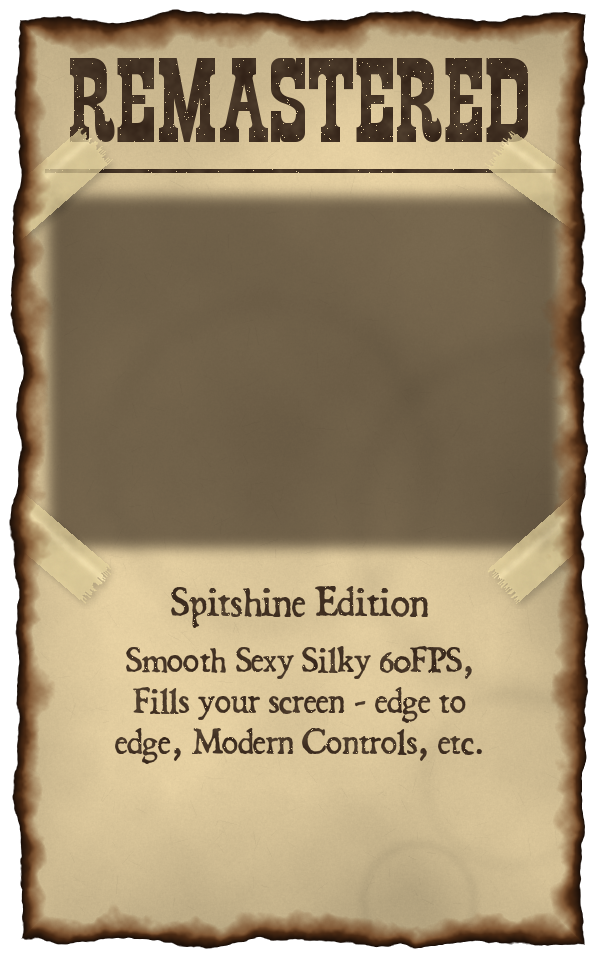 REMASTERED
Spitshine Edition
Smooth Sexy Silky 60FPS,
Fills your screen - edge to
edge, Modern Controls, etc.